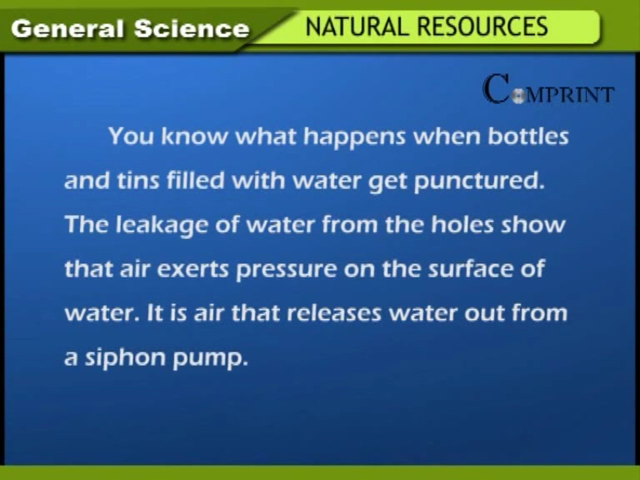 General Science
NATURAL RESOURCES
COMPRINT
You know what happens when bottles
and tins filled with water get punctured.
The leakage of water from the holes show
that air exerts pressure on the surface of
water. It is air that releases water out from
a siphon pump.